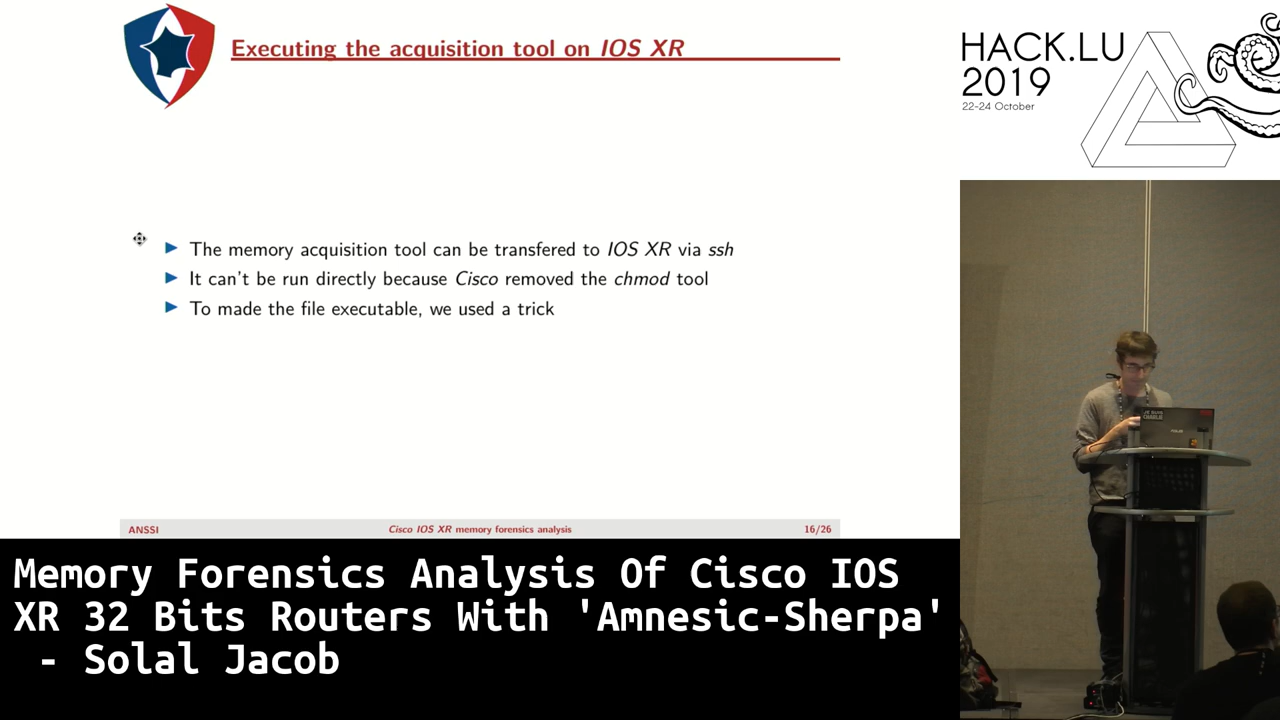 Executing the acquisition tool on IOS XR
HACK.LU
2019
22-24 October
The memory acquisition tool can be transfered to IOS XR via ssh
It can't be run directly because Cisco removed the chmod tool
To made the file executable, we used a trick
JE SUIS
CHARLIE
ANSSI
Cisco IOS XR memory forensics analysis
16/26
Memory Forensics Analysis Of Cisco IOS
XR 32 Bits Routers With 'Amnesic-Sherpa'
- Solal Jacob